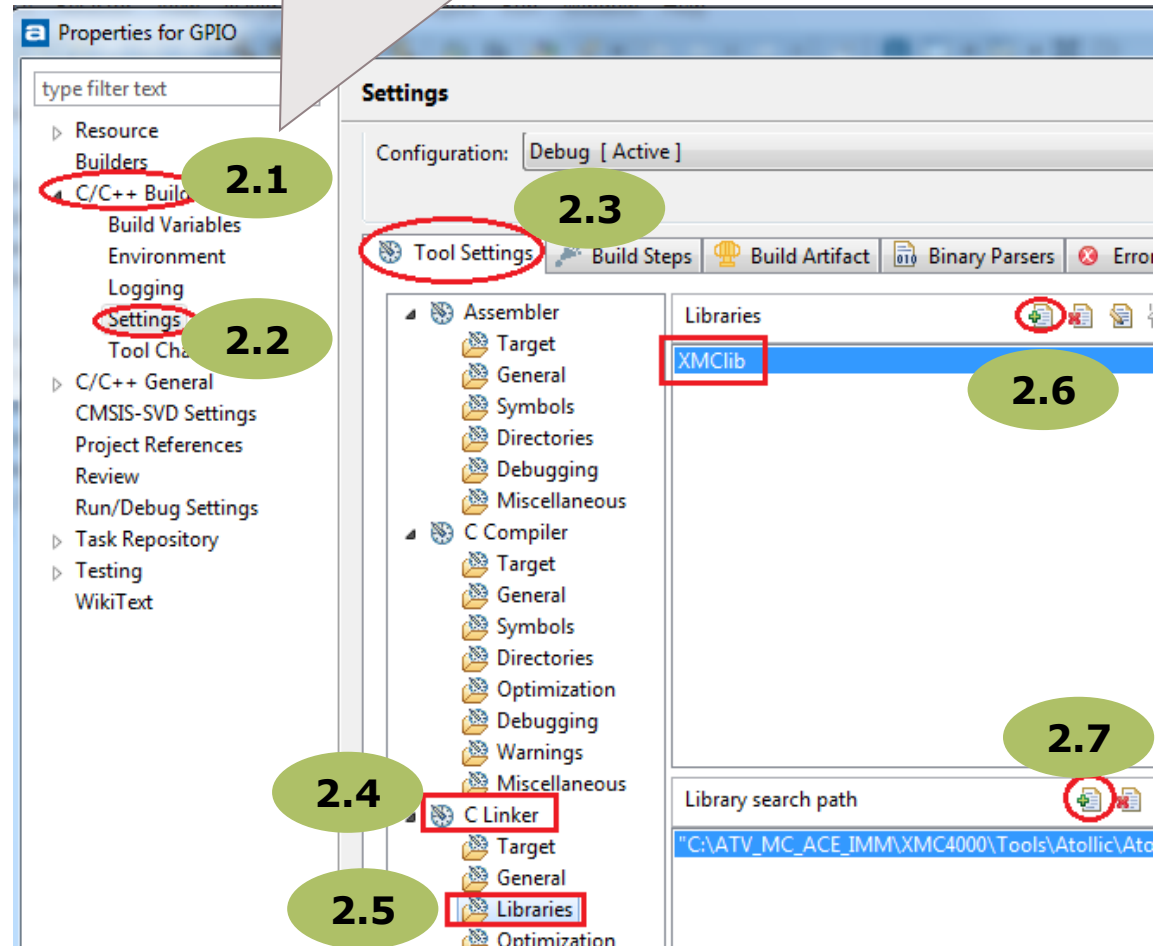 Properties for GPIO
type filter text
Resource
Builders
C/C++ Build
Build Variables
Environment
Logging
Settings
Tool Cha
C/C++ General
CMSIS-SVD Settings
Project References
Review
Run/Debug Settings
Task Repository
Testing
WikiText
2.1
2.2
Settings
Configuration: Debug [ Active ]
2.3
Tool Settings Build Steps Build Artifact Binary Parsers Error
Assembler
Target
General
Symbols
Directories
Debugging
Miscellaneous
C Compiler
Target
General
Symbols
Directories
Optimization
Debugging
Warnings
Miscellaneous
2.4
C Linker
Target
General
2.5
Libraries
Optimization
Libraries
XMClib
2.6
2.7
Library search path
"C:\ATV_MC_ACE_IMM\XMC4000\Tools\Atollic\Ato